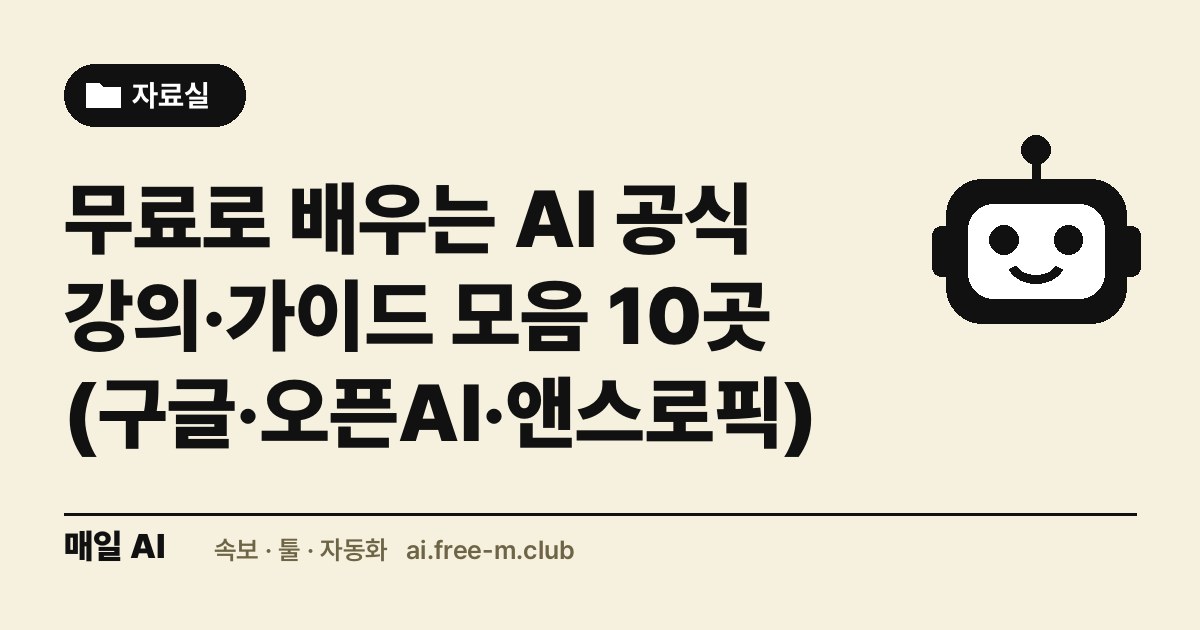 자료실
무료로 배우는 AI 공식
강의·가이드 모음 10곳
(구글·오픈AI·앤스로픽)
매일 AI 속보 · 툴 · 자동화 ai.free-m.club